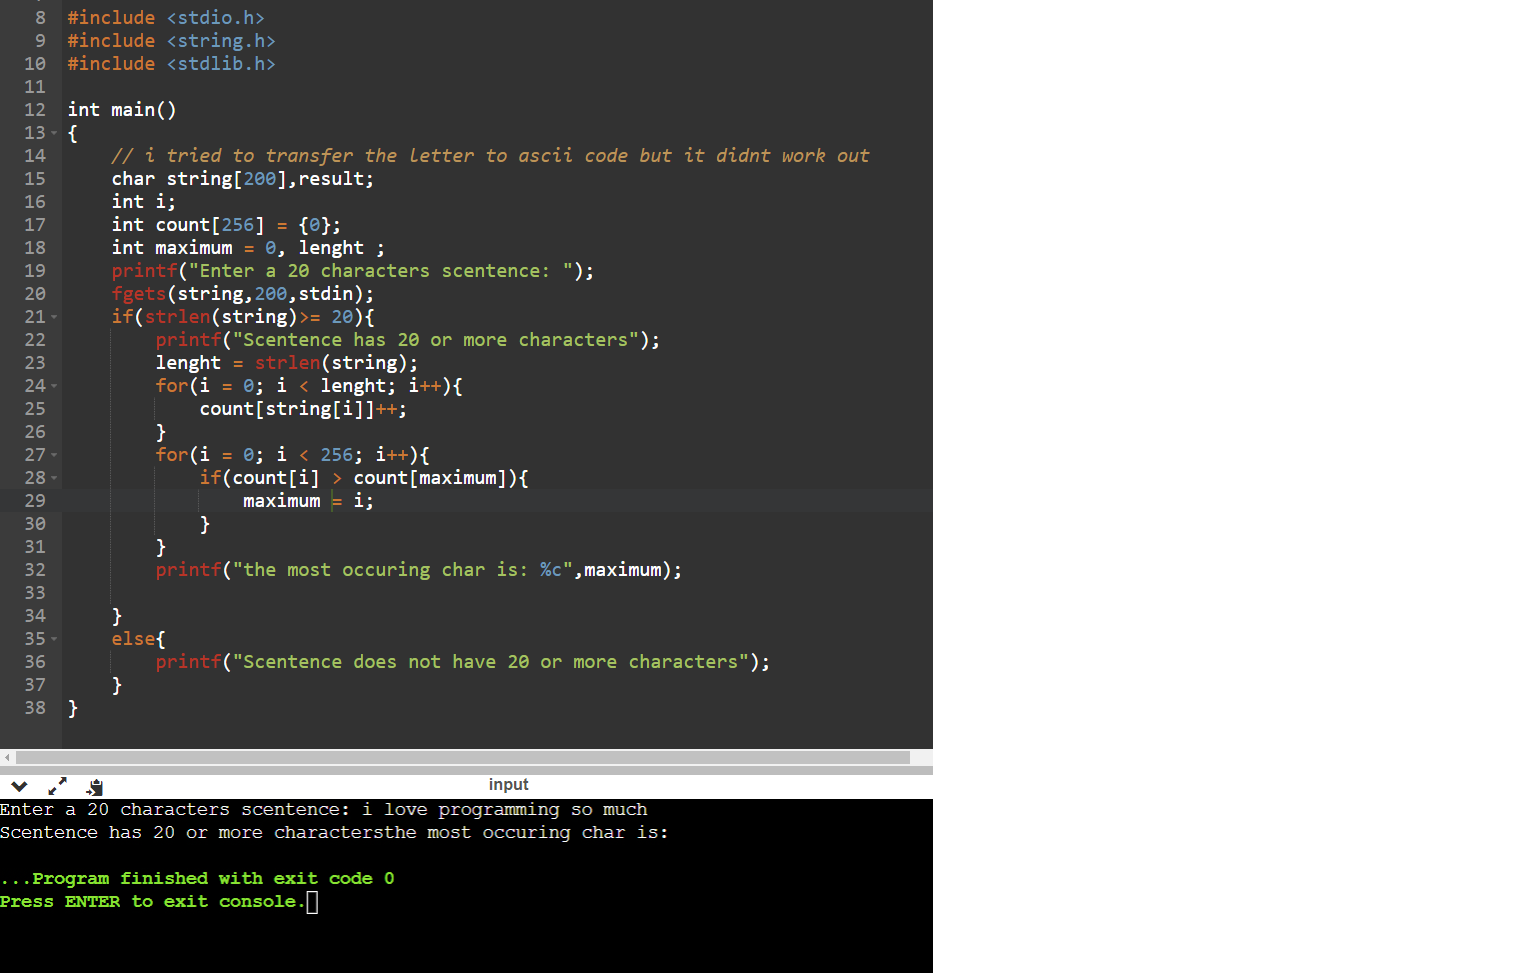 8 #include <stdio.h>
9 #include <string.h>
10 #include <stdlib.h>
11
12 int main()
13 {
14 // i tried to transfer the letter to ascii code but it didnt work out
15 char string[200],result;
16 int i;
17 int count[256] = {0};
18 int maximum = 0, lenght ;
19 printf("Enter a 20 characters scentence: ");
20 fgets(string,200,stdin);
21 if(strlen(string)>= 20){
22 printf("Scentence has 20 or more characters");
23 lenght = strlen(string);
24 for(i = 0; i < lenght; i++){
25 count[string[i]]++;
26 }
27 for(i = 0; i < 256; i++){
28 if(count[i] > count[maximum]){
29 maximum = i;
30 }
31 }
32 printf("the most occuring char is: %c",maximum);
33
34 }
35 else{
36 printf("Scentence does not have 20 or more characters");
37 }
38 }
input
Enter a 20 characters scentence: i love programming so much
Scentence has 20 or more charactersthe most occuring char is:
...Program finished with exit code 0
Press ENTER to exit console.